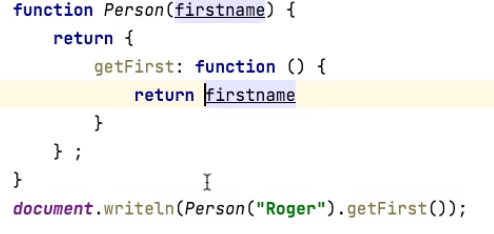 function Person(firstname) {
    return {
        getFirst: function () {
            return firstname
        }
    } ;
}
document.writeln(Person("Roger").getFirst());